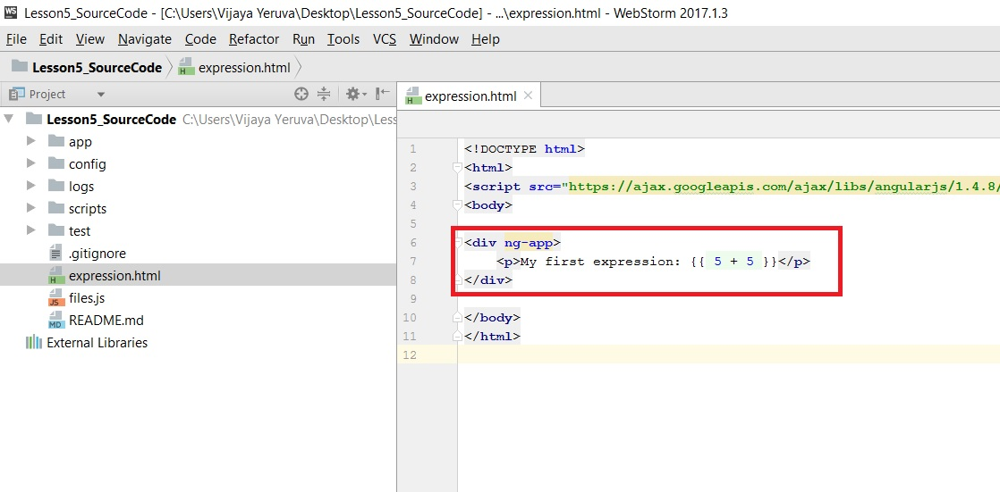 WS Lesson5_SourceCode - [C:\Users\Vijaya Yeruva\Desktop\Lesson5_SourceCode] - ...\expression.html - WebStorm 2017.1.3
File Edit View Navigate Code Refactor Run Tools VCS Window Help
Lesson5_SourceCode H expression.html
Project
H expression.html
Lesson5_SourceCode C:\Users\Vijaya Yeruva\Desktop\Less
app
config
logs
scripts
test
.gitignore
H expression.html
JS files.js
MD README.md
External Libraries
1 <!DOCTYPE html>
2 <html>
3 <script src="https://ajax.googleapis.com/ajax/libs/angularjs/1.4.8/
4 <body>
5
6 <div ng-app>
7 <p>My first expression: {{ 5 + 5 }}</p>
8 </div>
9
10 </body>
11 </html>
12